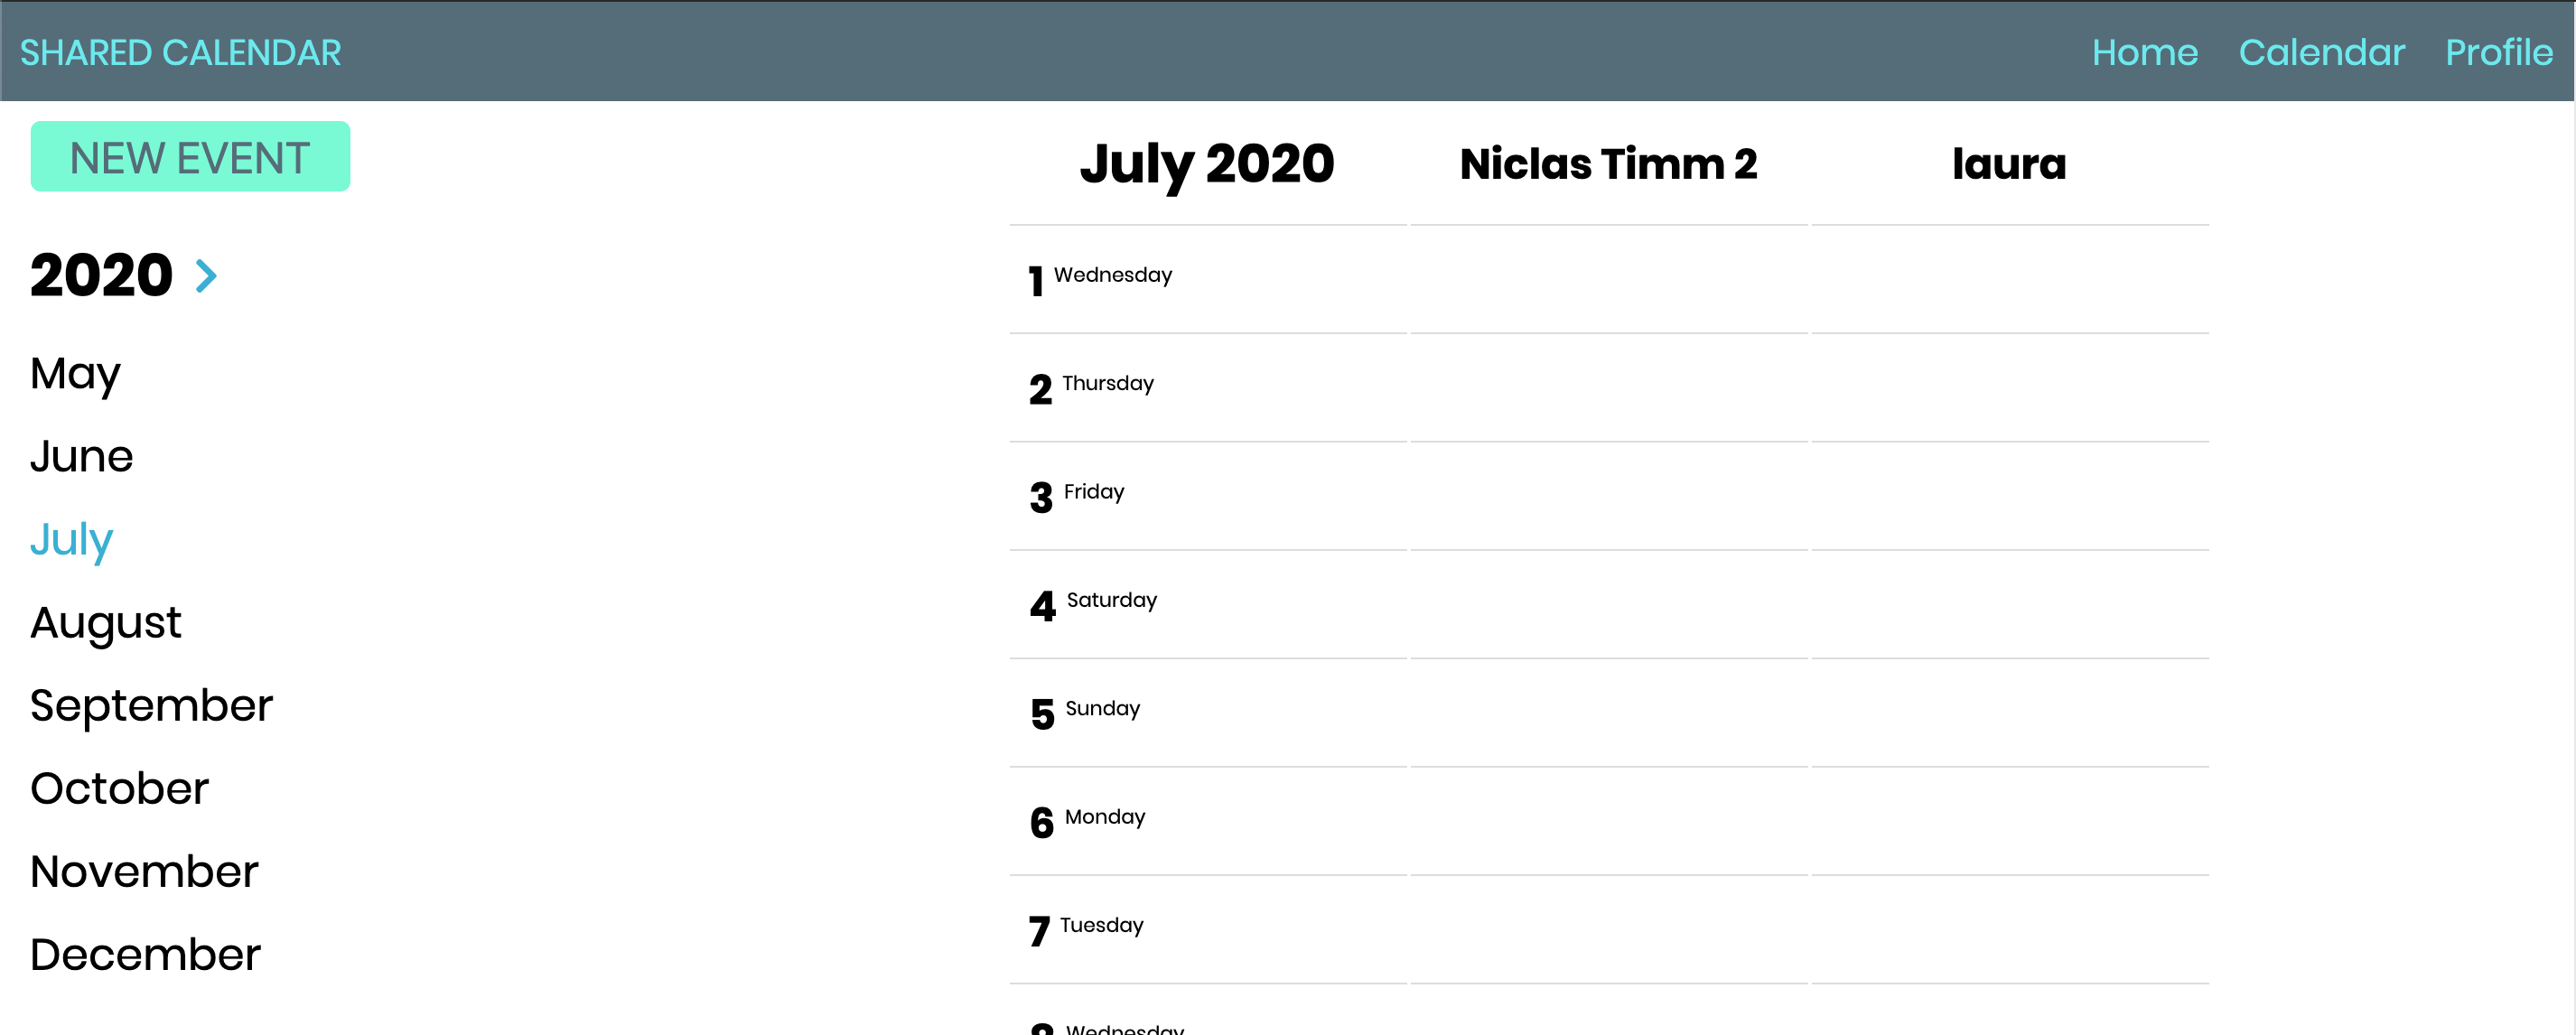 SHARED CALENDAR
Home Calendar Profile
NEW EVENT
2020
May
June
July
August
September
October
November
December
July 2020 Niclas Timm 2 laura
1 Wednesday
2 Thursday
3 Friday
4 Saturday
5 Sunday
6 Monday
7 Tuesday
8 Wednesday